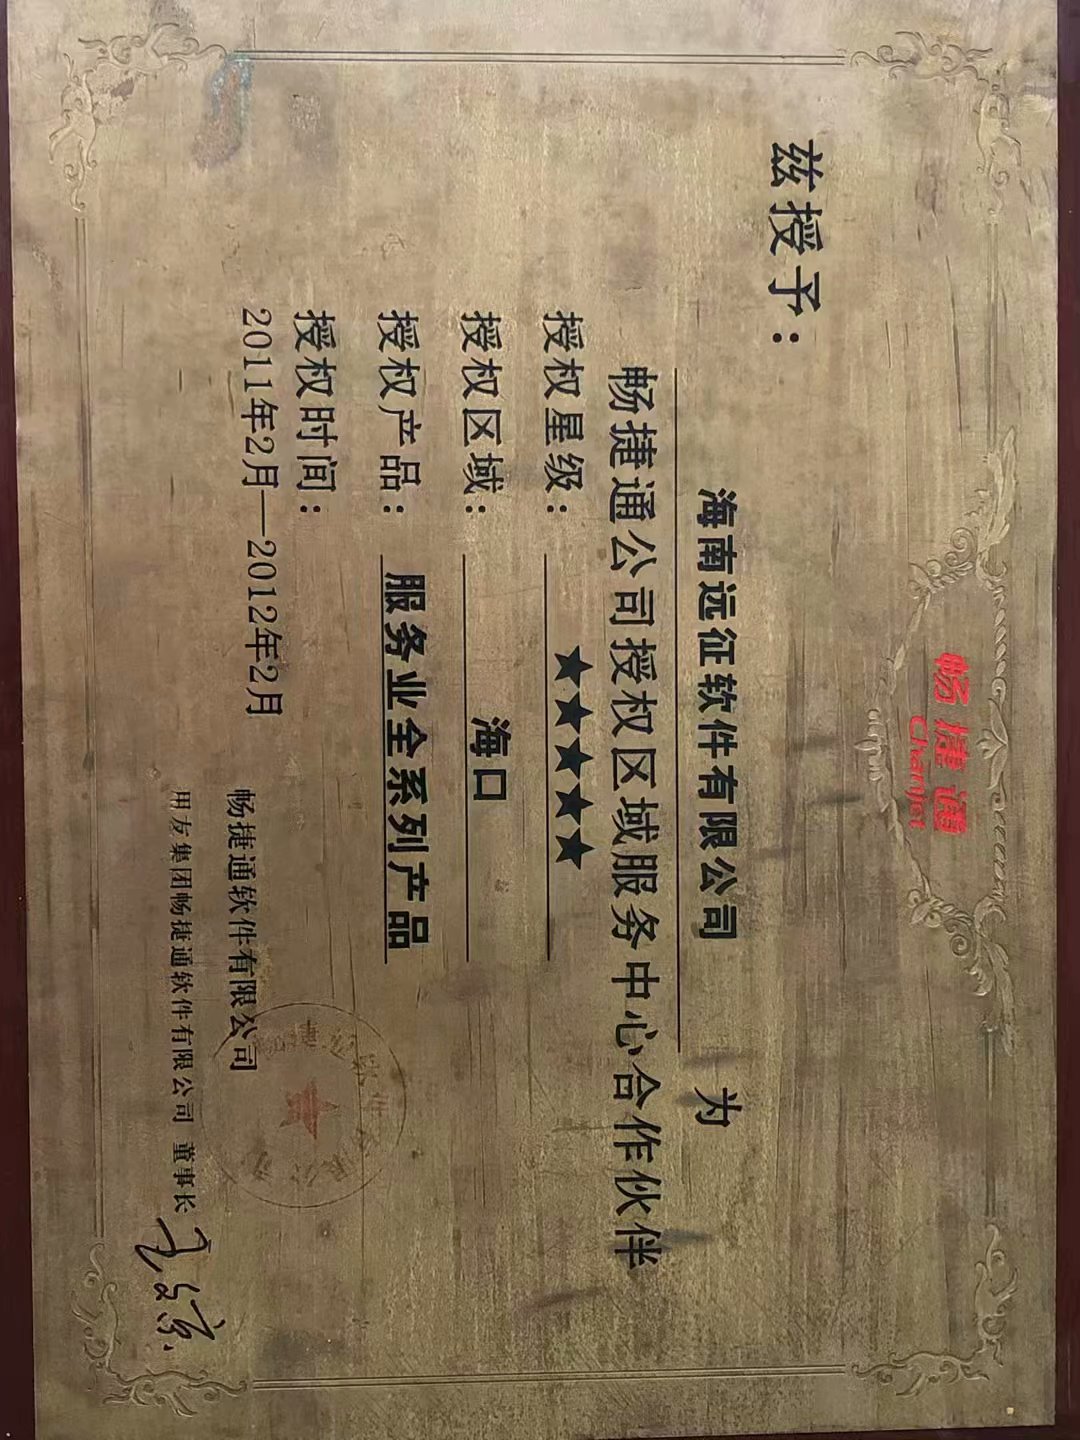 畅捷通
Chanjet
兹授予：
海南远征软件有限公司 为
畅捷通公司授权区域服务中心合作伙伴
授权星级： ★★★★★
授权区域： 海口
授权产品： 服务业全系列产品
授权时间：
2011年2月—2012年2月
畅捷通软件有限公司
用友集团畅捷通软件有限公司 董事长